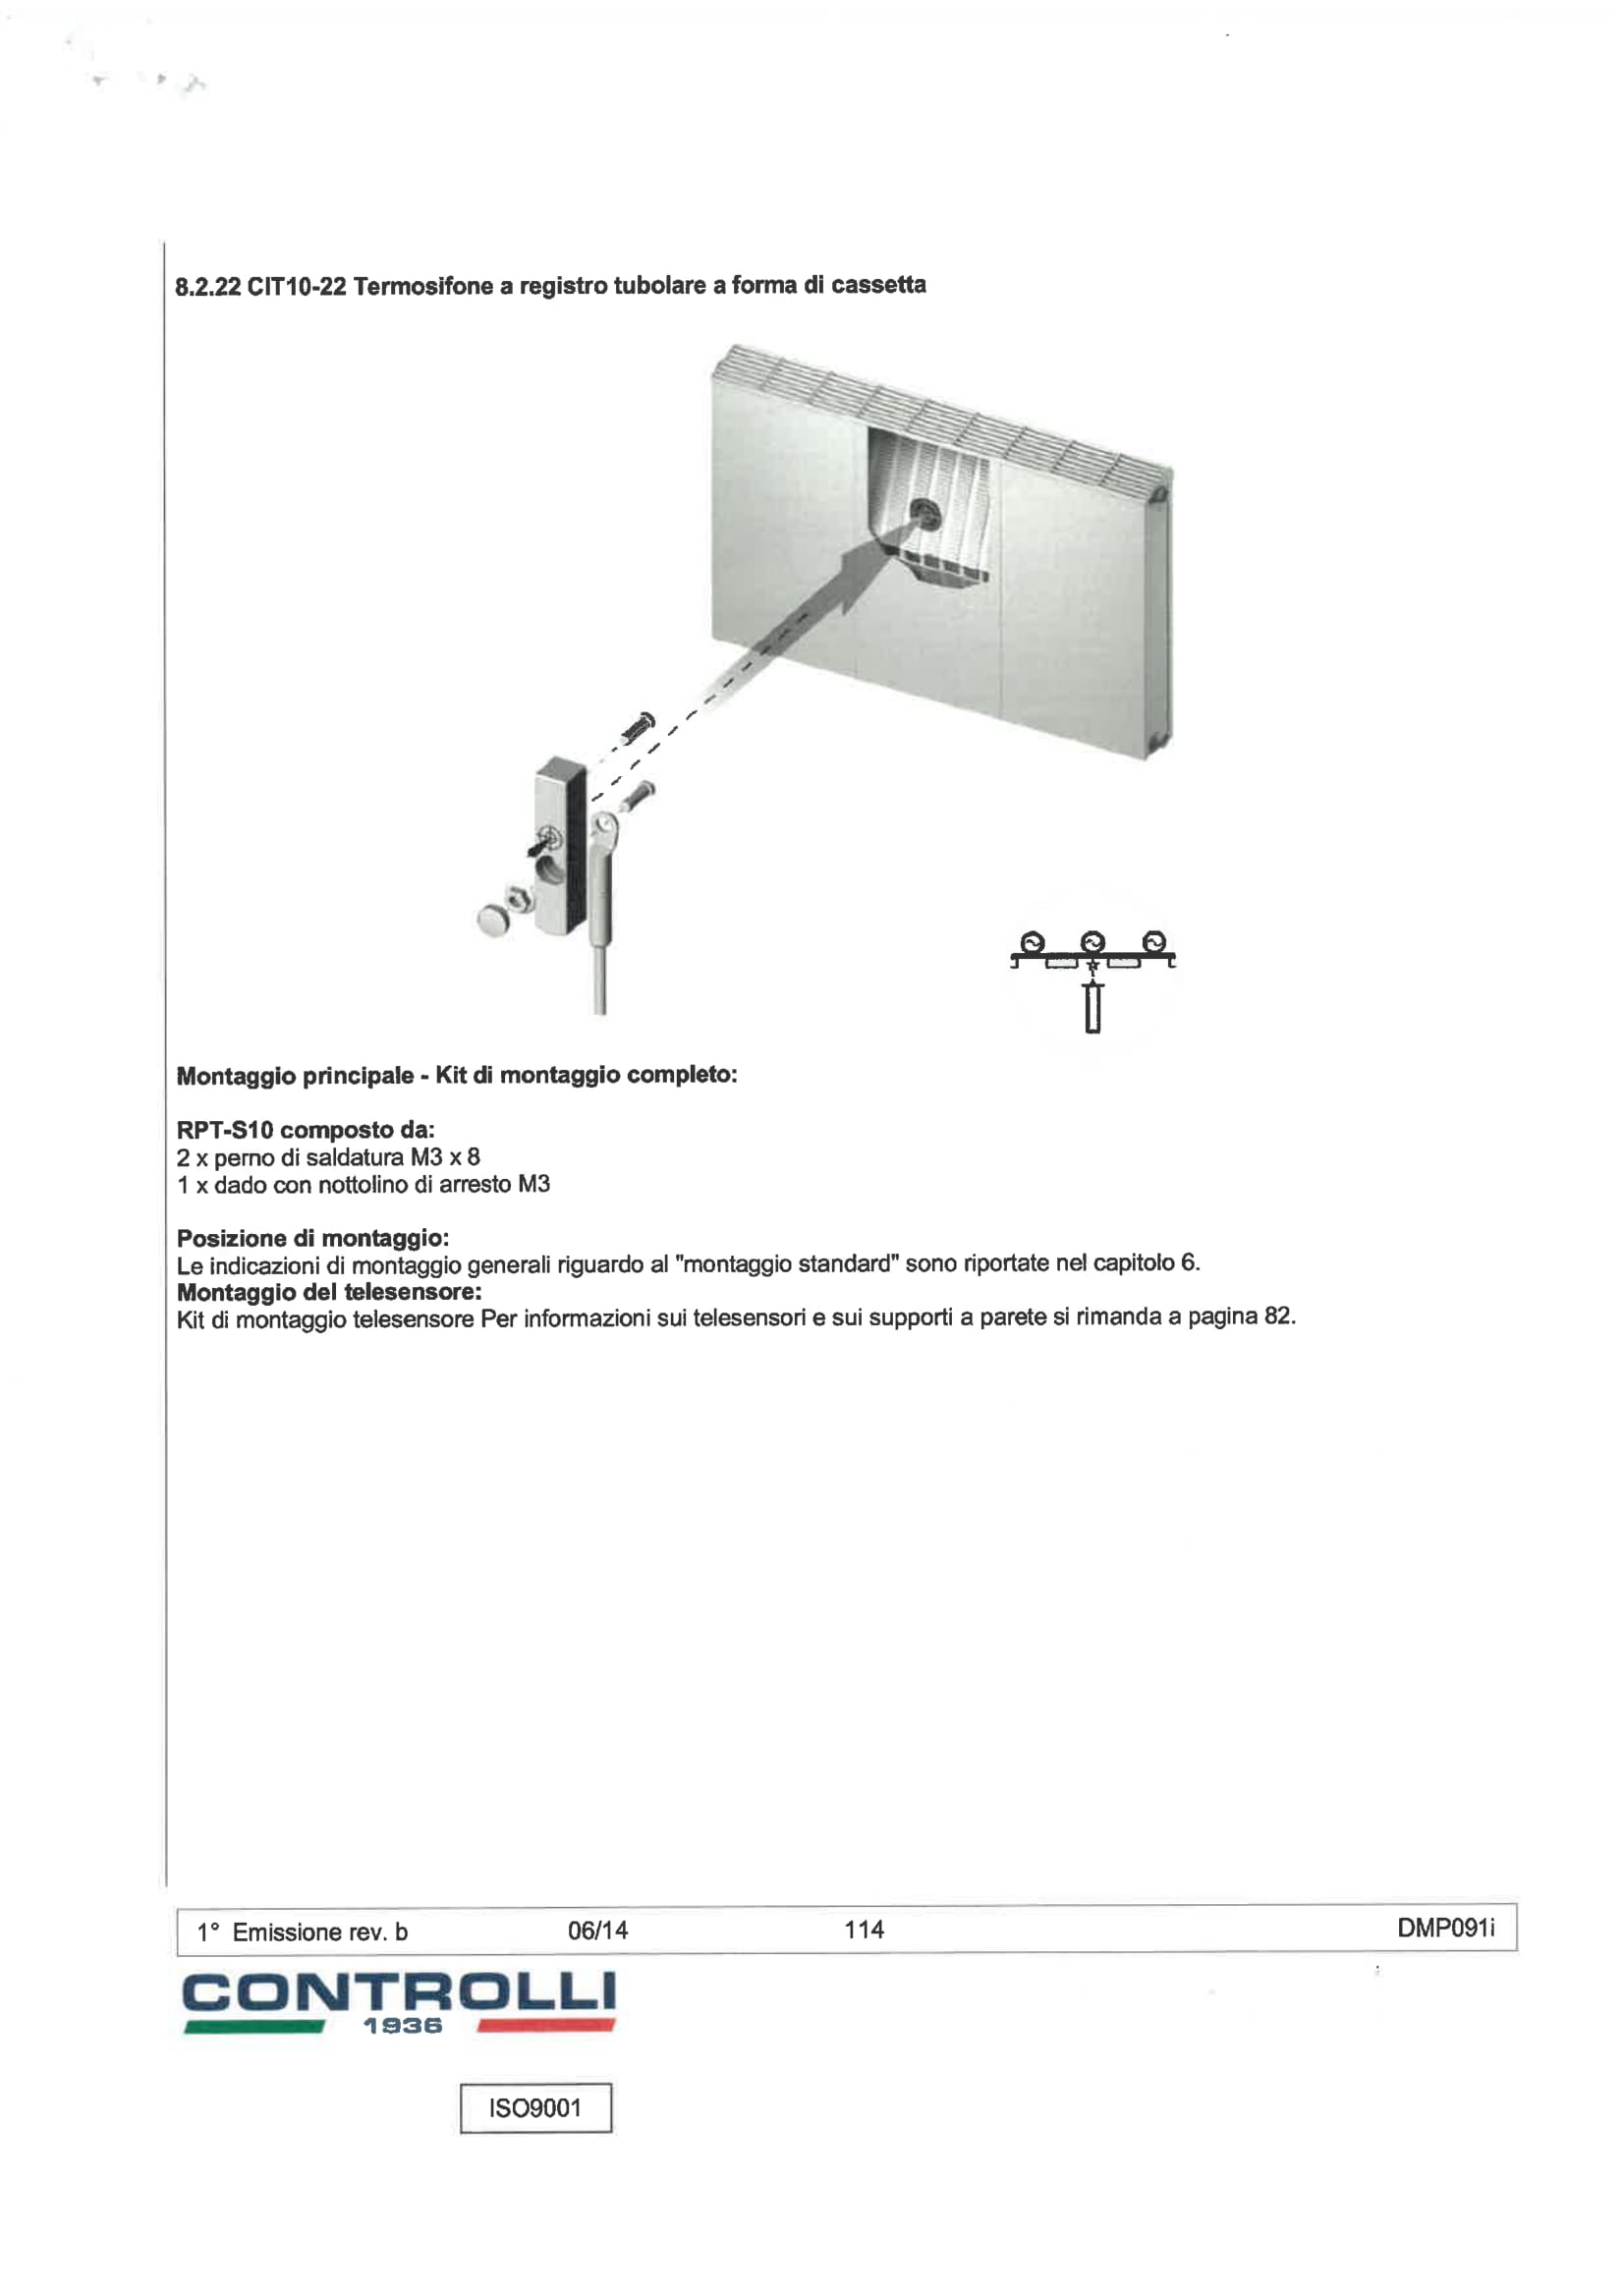 8.2.22 CIT10-22 Termosifone a registro tubolare a forma di cassetta
Montaggio principale - Kit di montaggio completo:
RPT-S10 composto da:
2 x perno di saldatura M3 x 8
1 x dado con nottolino di arresto M3
Posizione di montaggio:
Le indicazioni di montaggio generali riguardo al "montaggio standard" sono riportate nel capitolo 6.
Montaggio del telesensore:
Kit di montaggio telesensore Per informazioni sui telesensori e sui supporti a parete si rimanda a pagina 82.
1° Emissione rev. b 06/14 114 DMP091i
CONTROLLI
1936
ISO9001